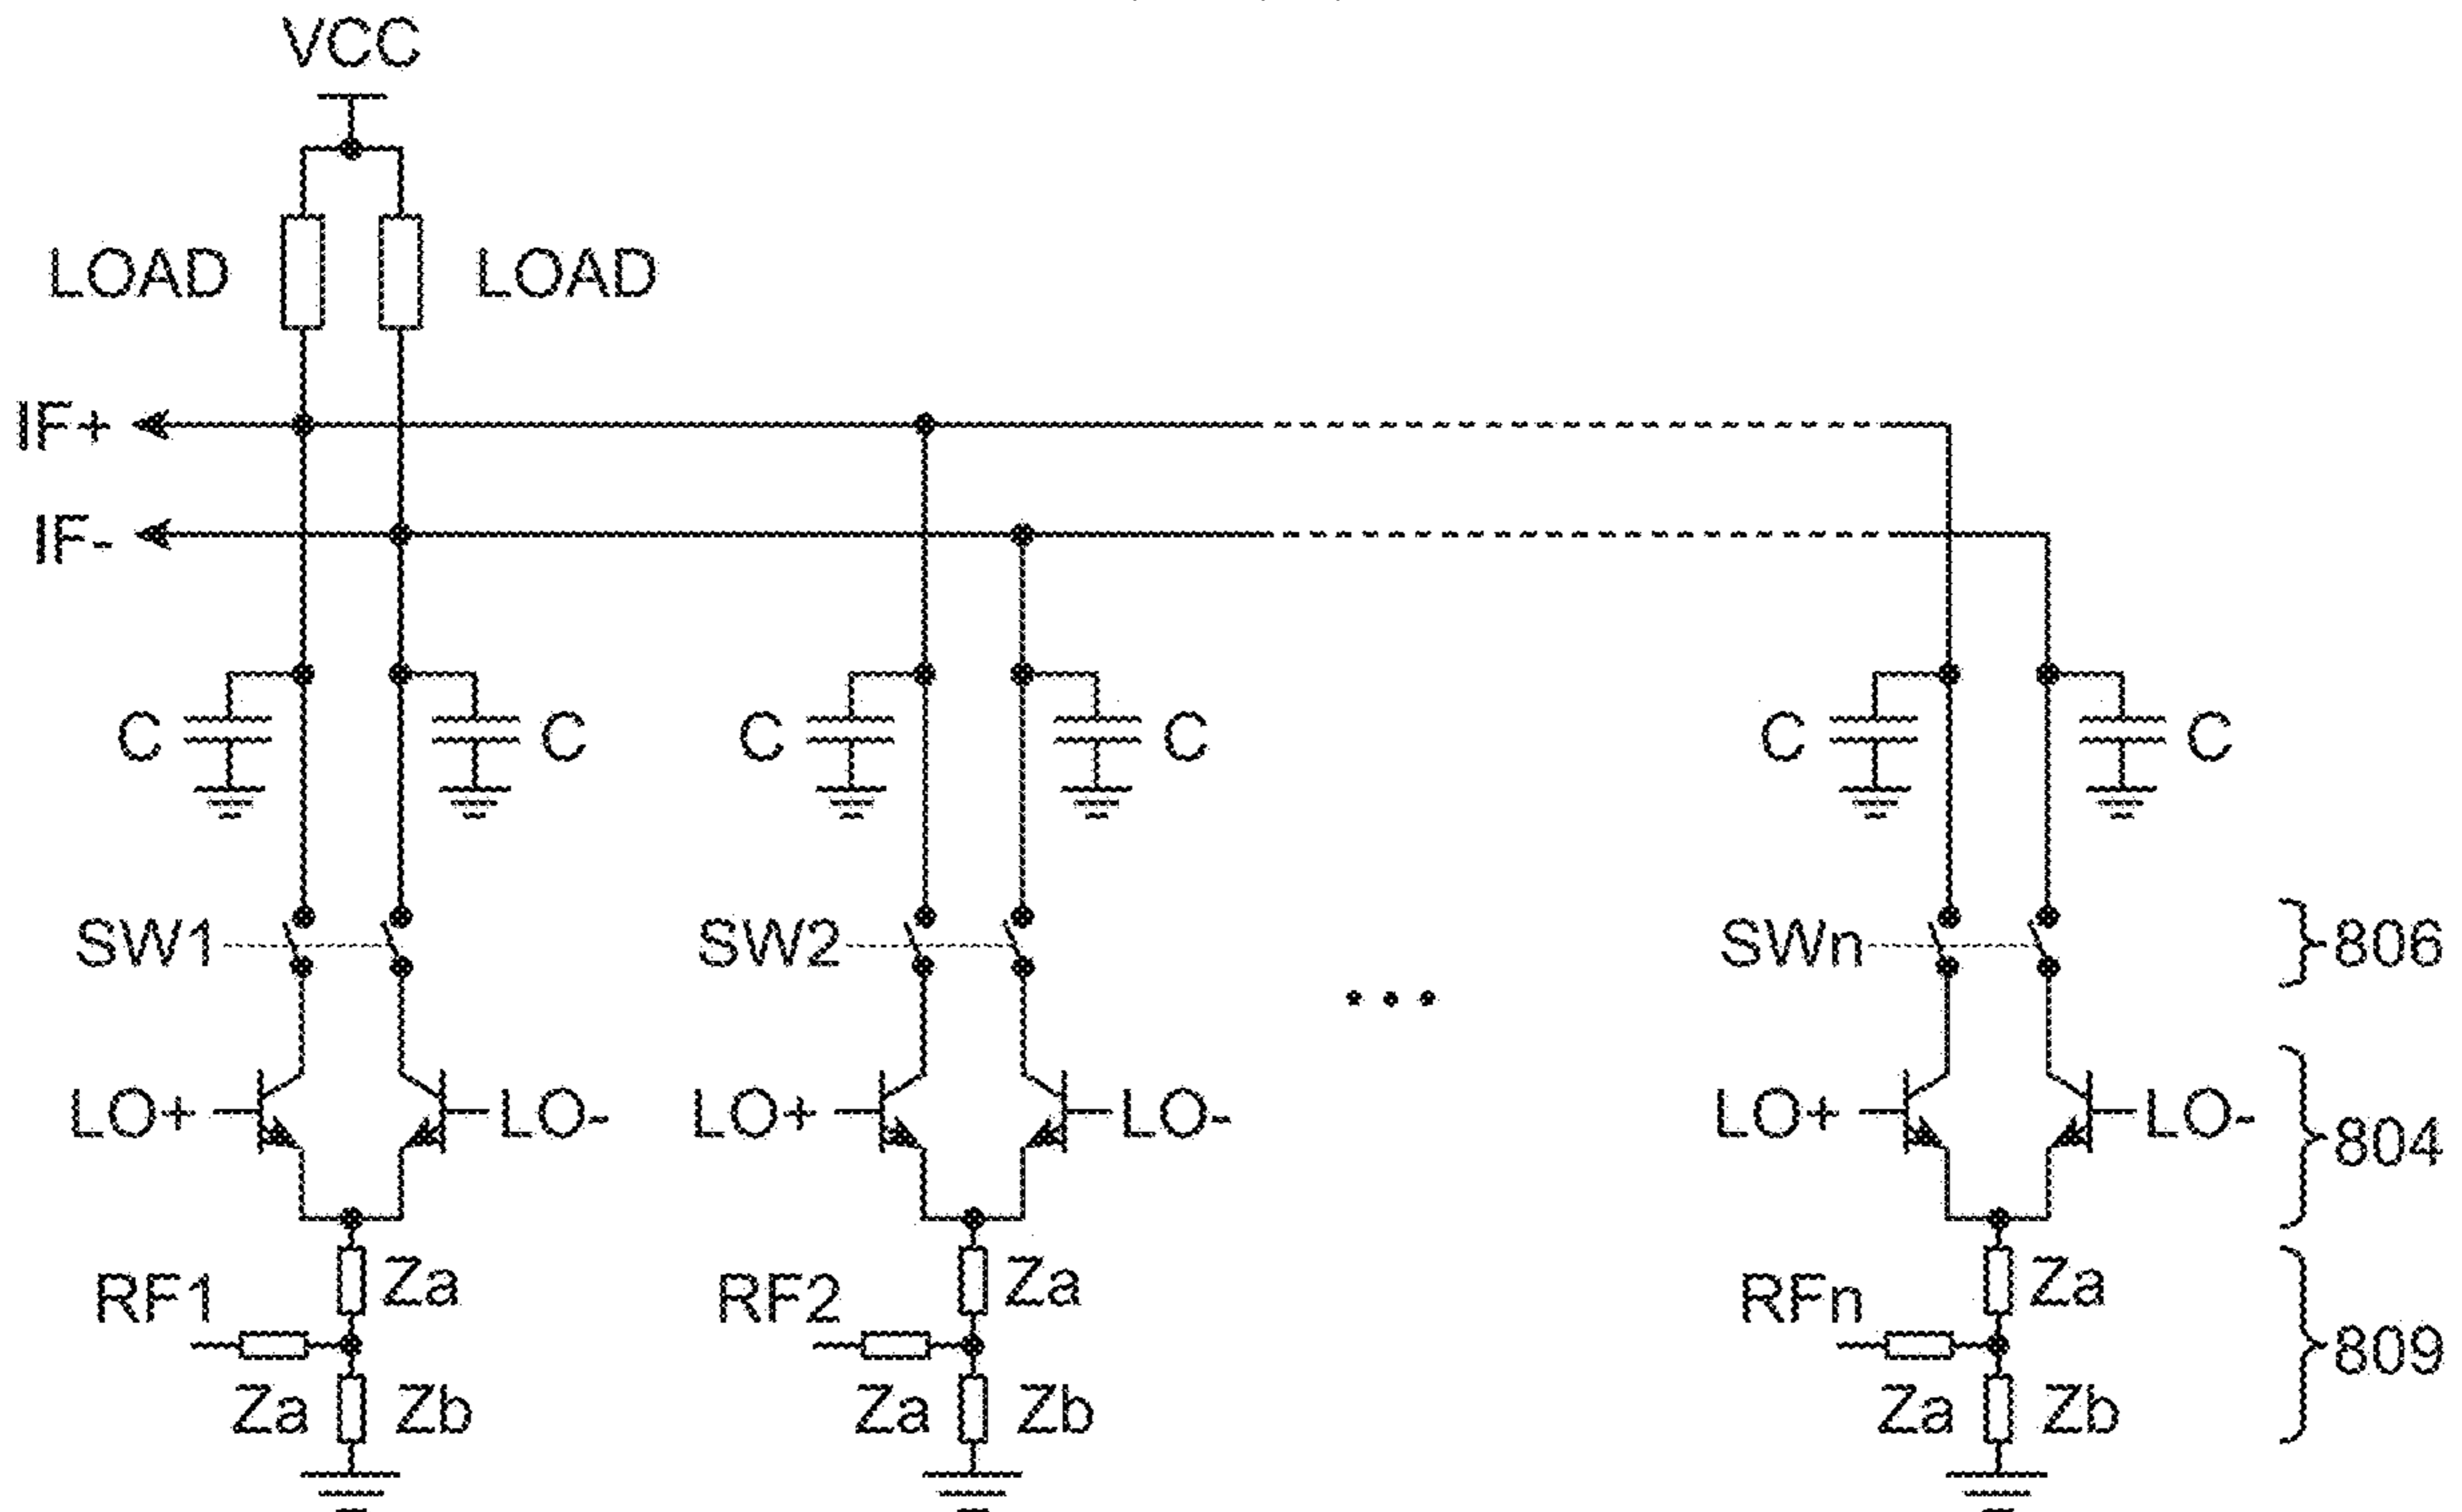 VCC
LOAD LOAD
IF+
IF-
C C C C C C
SW1 SW2 SWn 806
LO+ LO- LO+ LO- LO+ LO- 804
RF1 Za RF2 Za RFn Za
809
Za Zb Za Zb Za Zb